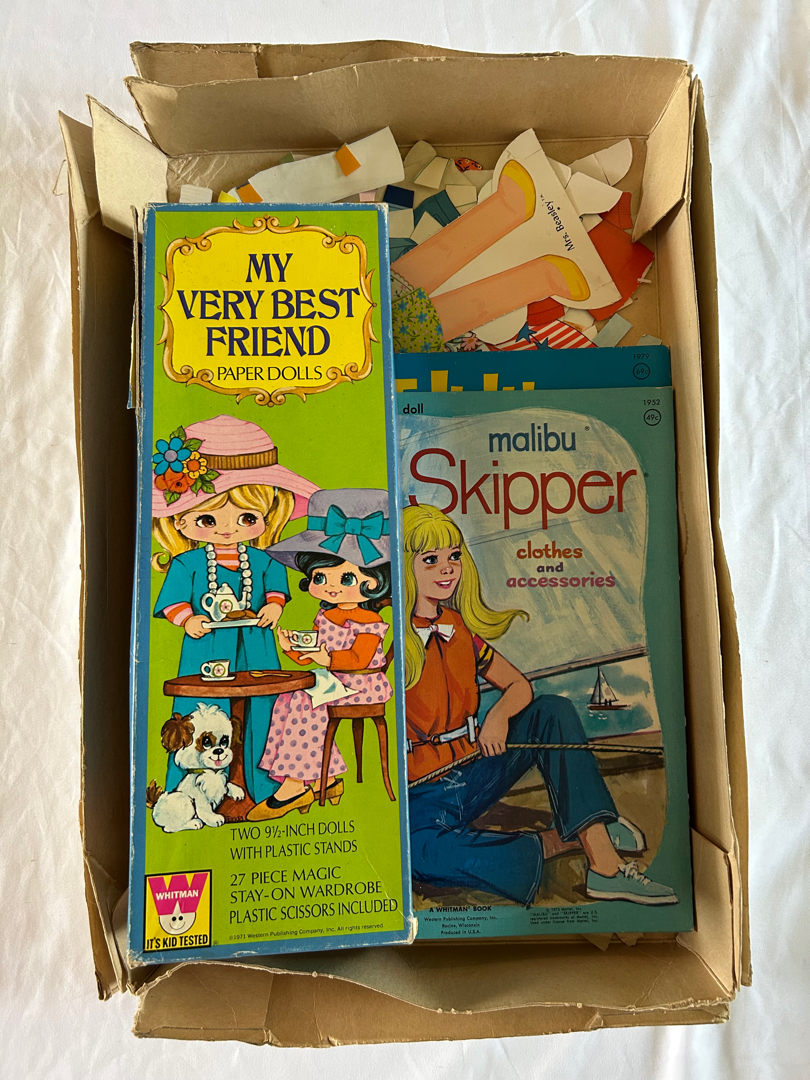 MY
VERY BEST
FRIEND
PAPER DOLLS
TWO 9½-INCH DOLLS
WITH PLASTIC STANDS
27 PIECE MAGIC
STAY-ON WARDROBE
PLASTIC SCISSORS INCLUDED
WHITMAN
IT'S KID TESTED
©1971 Western Publishing Company, Inc. All rights reserved.
Mrs. Beasley
1979
49¢
doll
1952
49¢
malibu®
Skipper®
clothes
and
accessories
A WHITMAN® BOOK
Western Publishing Company, Inc.
Racine, Wisconsin
Produced in U.S.A.